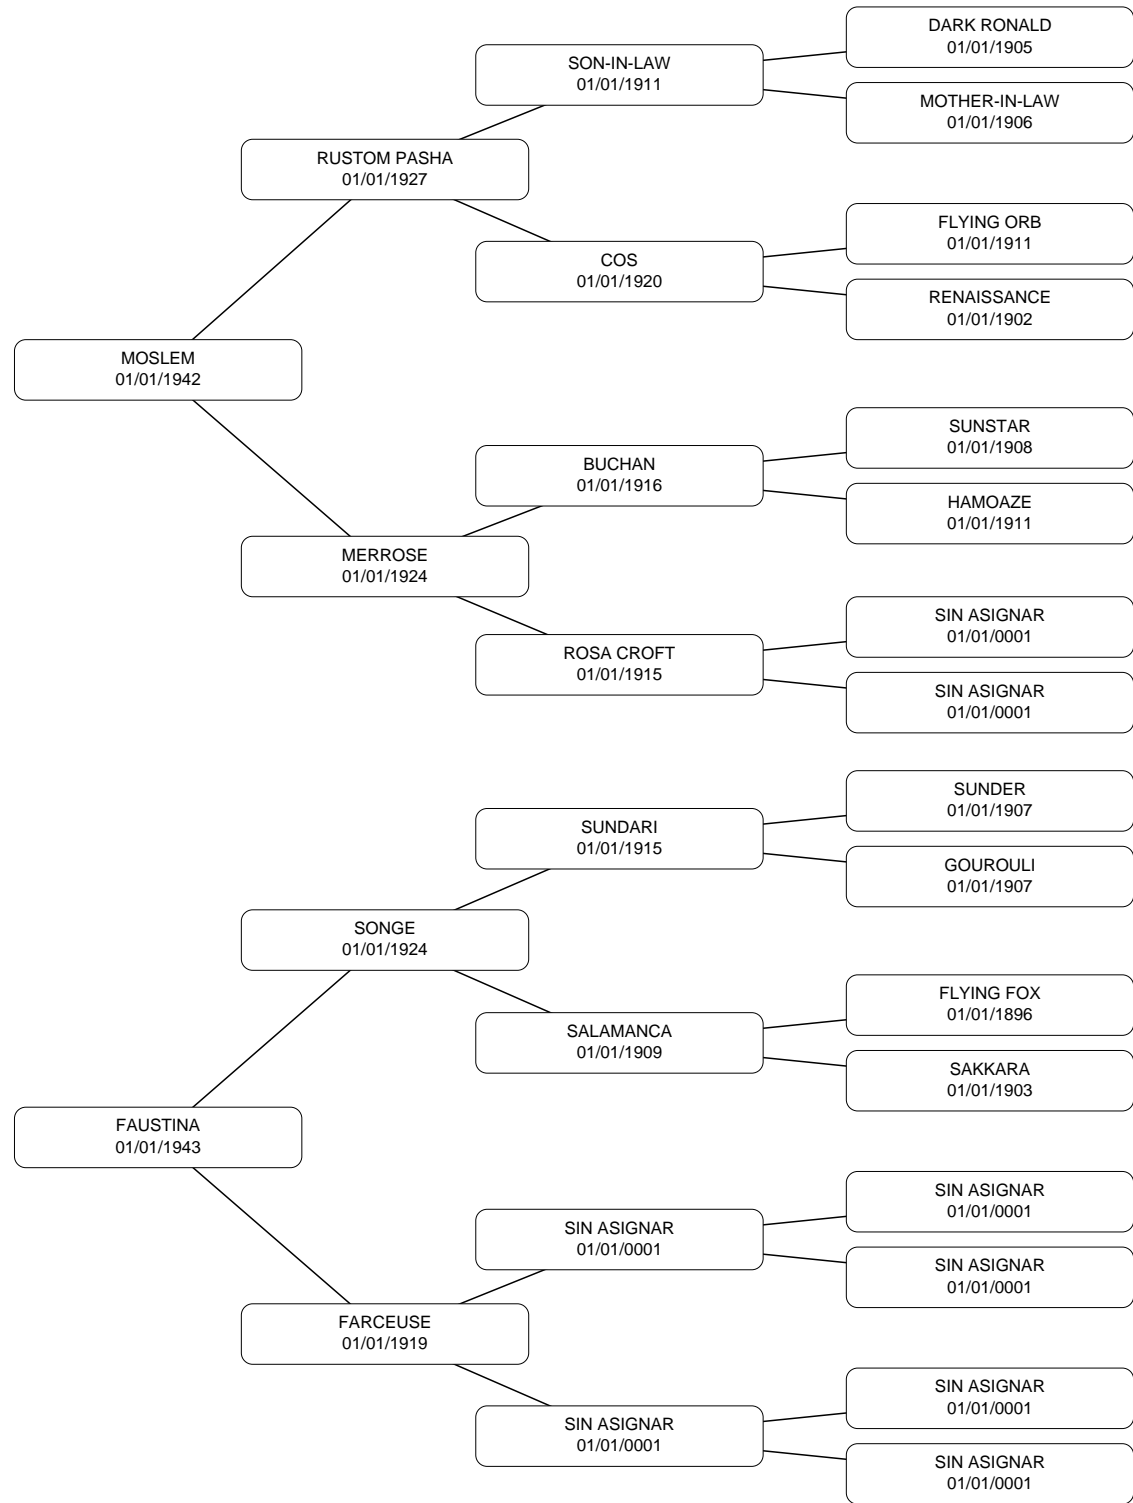 DARK RONALD
01/01/1905
SON-IN-LAW
01/01/1911
MOTHER-IN-LAW
01/01/1906
RUSTOM PASHA
01/01/1927
FLYING ORB
01/01/1911
COS
01/01/1920
RENAISSANCE
01/01/1902
MOSLEM
01/01/1942
SUNSTAR
01/01/1908
BUCHAN
01/01/1916
HAMOAZE
01/01/1911
MERROSE
01/01/1924
SIN ASIGNAR
01/01/0001
ROSA CROFT
01/01/1915
SIN ASIGNAR
01/01/0001
SUNDER
01/01/1907
SUNDARI
01/01/1915
GOUROULI
01/01/1907
SONGE
01/01/1924
FLYING FOX
01/01/1896
SALAMANCA
01/01/1909
SAKKARA
01/01/1903
FAUSTINA
01/01/1943
SIN ASIGNAR
01/01/0001
SIN ASIGNAR
01/01/0001
SIN ASIGNAR
01/01/0001
FARCEUSE
01/01/1919
SIN ASIGNAR
01/01/0001
SIN ASIGNAR
01/01/0001
SIN ASIGNAR
01/01/0001